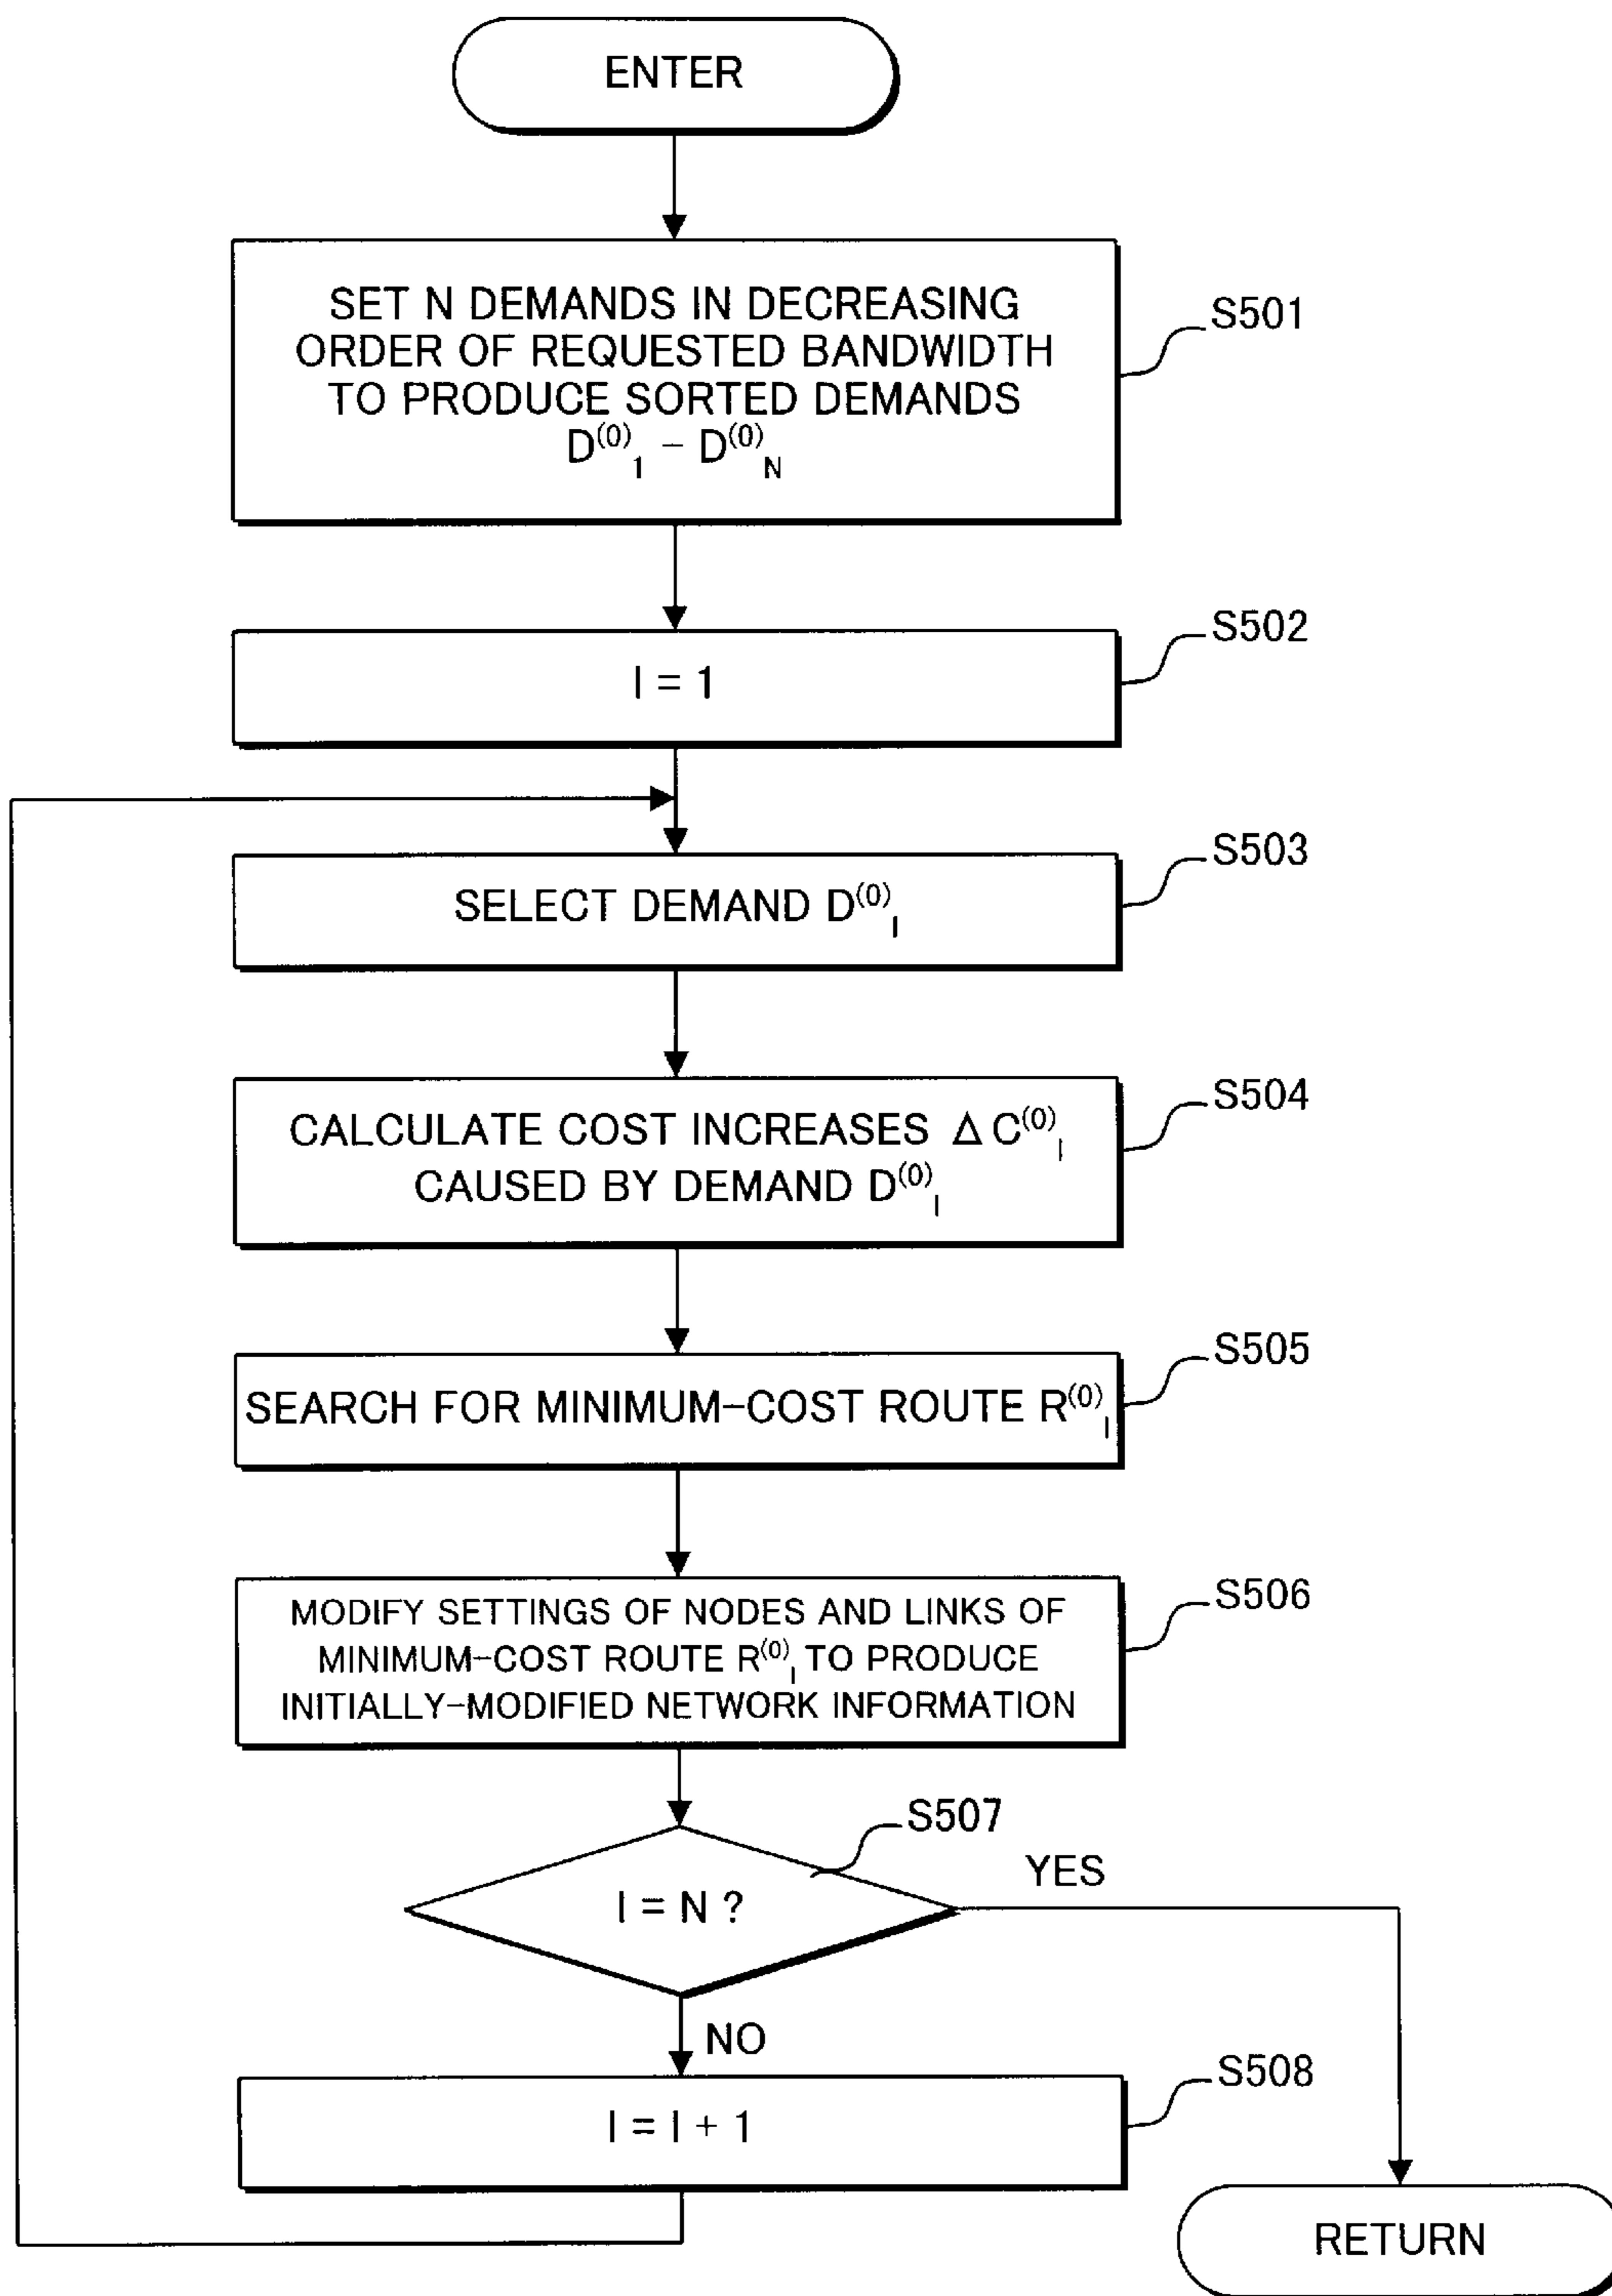 ENTER
SET N DEMANDS IN DECREASING
ORDER OF REQUESTED BANDWIDTH
TO PRODUCE SORTED DEMANDS
D⁽⁰⁾₁ – D⁽⁰⁾N
S501
I = 1
S502
SELECT DEMAND D⁽⁰⁾I
S503
CALCULATE COST INCREASES Δ C⁽⁰⁾I
CAUSED BY DEMAND D⁽⁰⁾I
S504
SEARCH FOR MINIMUM-COST ROUTE R⁽⁰⁾I
S505
MODIFY SETTINGS OF NODES AND LINKS OF
MINIMUM-COST ROUTE R⁽⁰⁾I TO PRODUCE
INITIALLY-MODIFIED NETWORK INFORMATION
S506
S507
I = N ?
YES
NO
I = I + 1
S508
RETURN